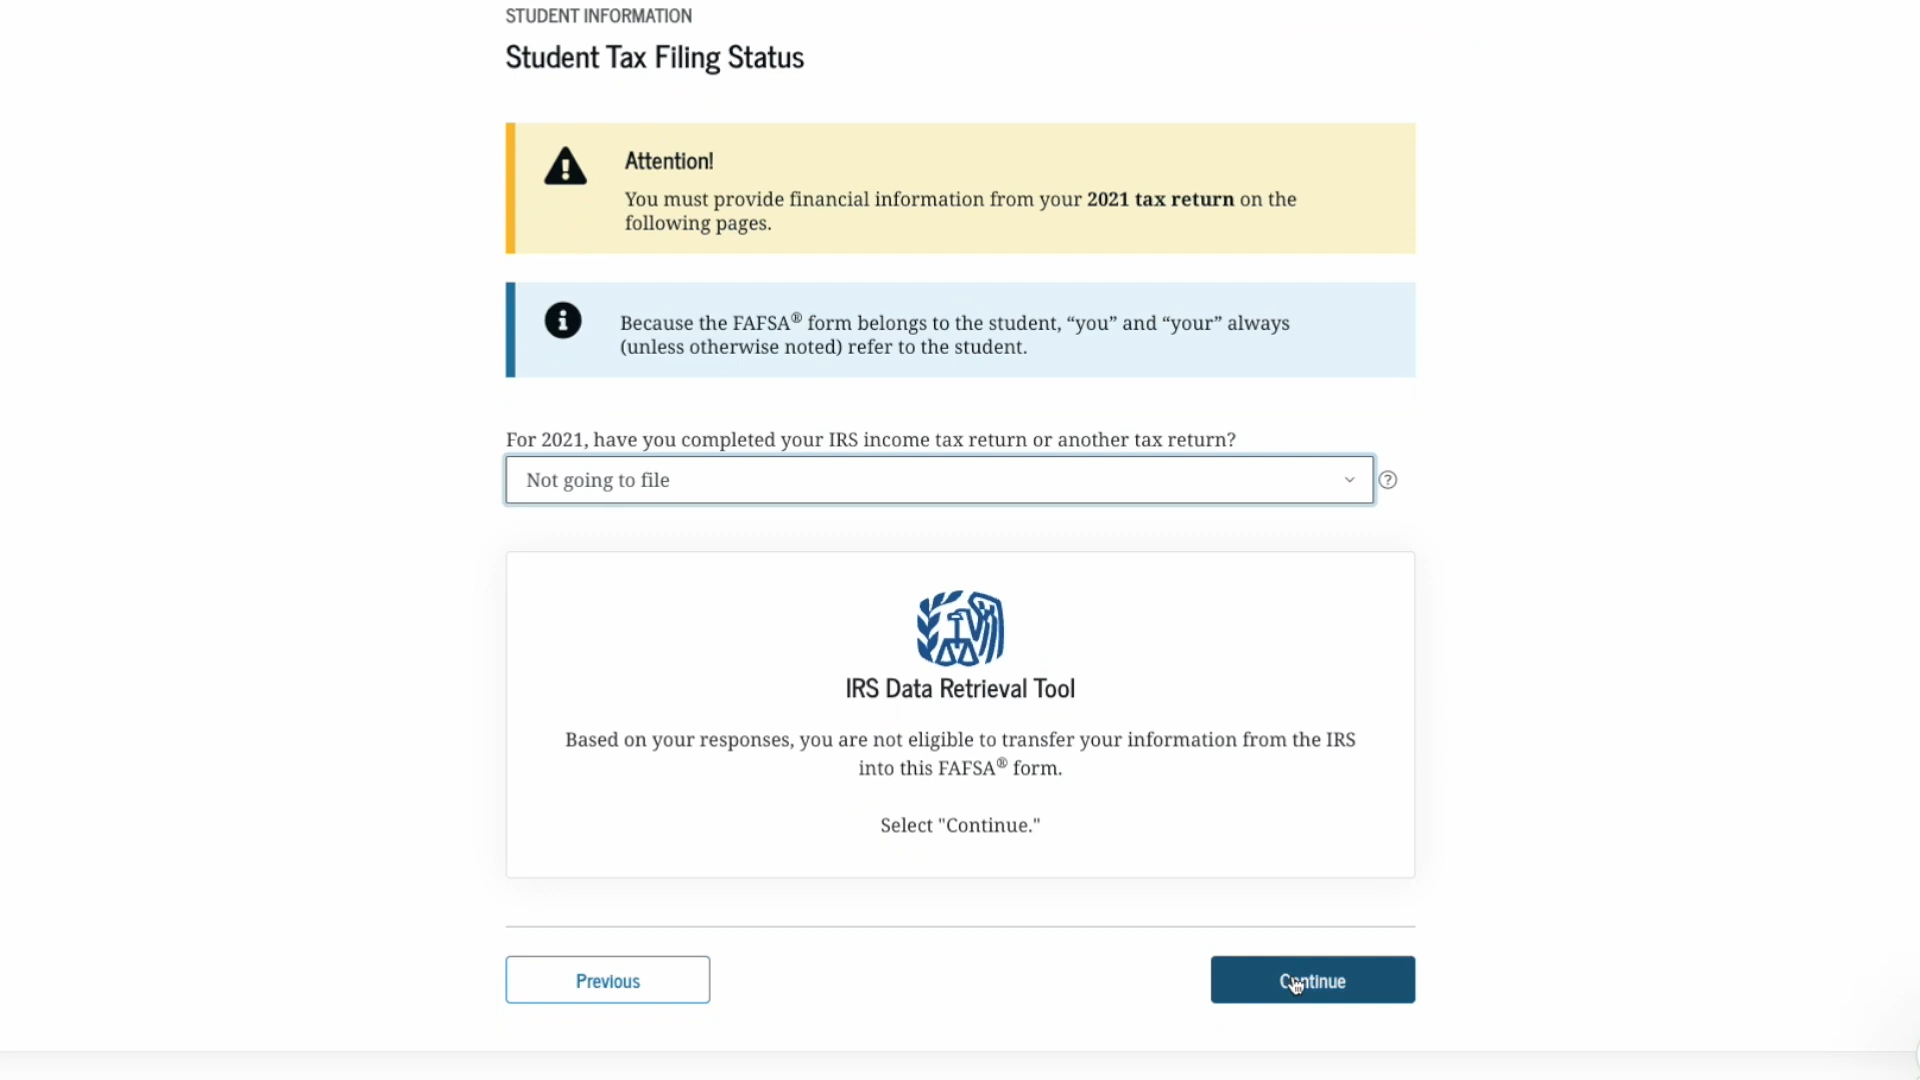 STUDENT INFORMATION
Student Tax Filing Status
Attention!
You must provide financial information from your 2021 tax return on the
following pages.
Because the FAFSA® form belongs to the student, “you” and “your” always
(unless otherwise noted) refer to the student.
For 2021, have you completed your IRS income tax return or another tax return?
Not going to file
IRS Data Retrieval Tool
Based on your responses, you are not eligible to transfer your information from the IRS
into this FAFSA® form.
Select "Continue."
Previous
Continue